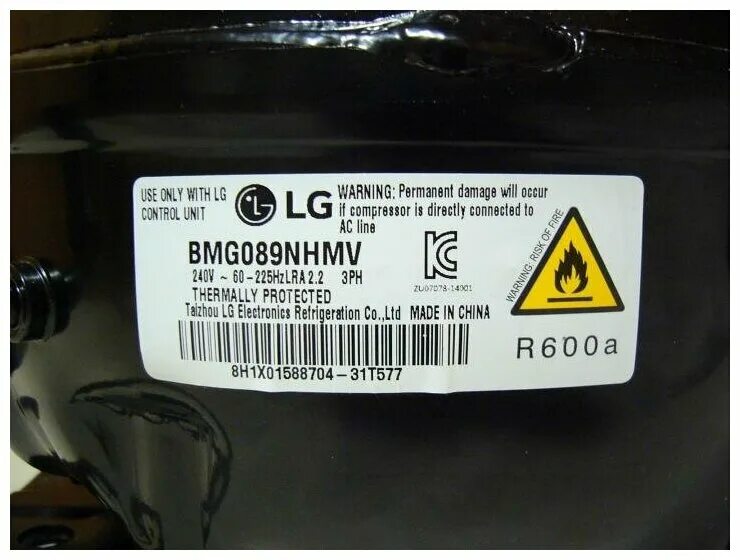 USE ONLY WITH LG
CONTROL UNIT
LG
WARNING: Permanent damage will occur
if compressor is directly connected to
AC line
BMG089NHMV
240V ~ 60-225Hz LRA 2.2 3PH
THERMALLY PROTECTED
Taizhou LG Electronics Refrigeration Co.,Ltd MADE IN CHINA
ZU07078-14001
8H1X01588704-31T577
WARNING: RISK OF FIRE
R600a